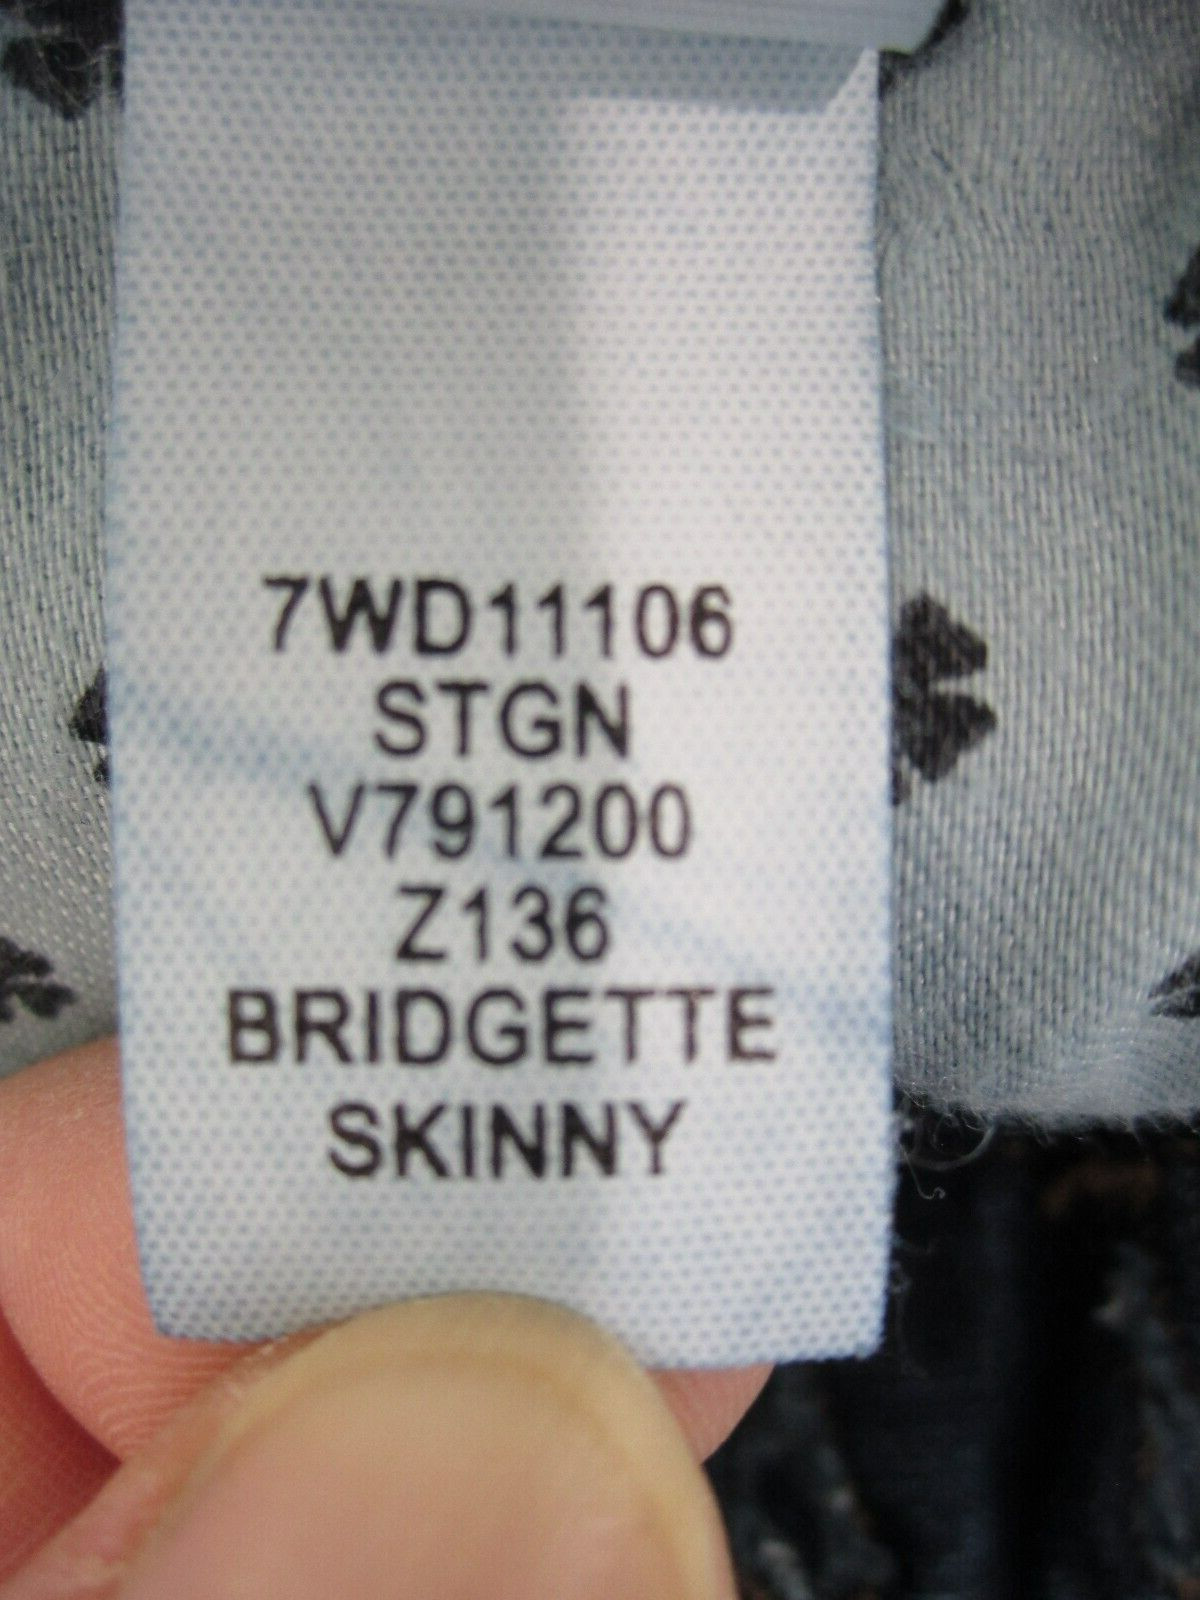 7WD11106
STGN
V791200
Z136
BRIDGETTE
SKINNY